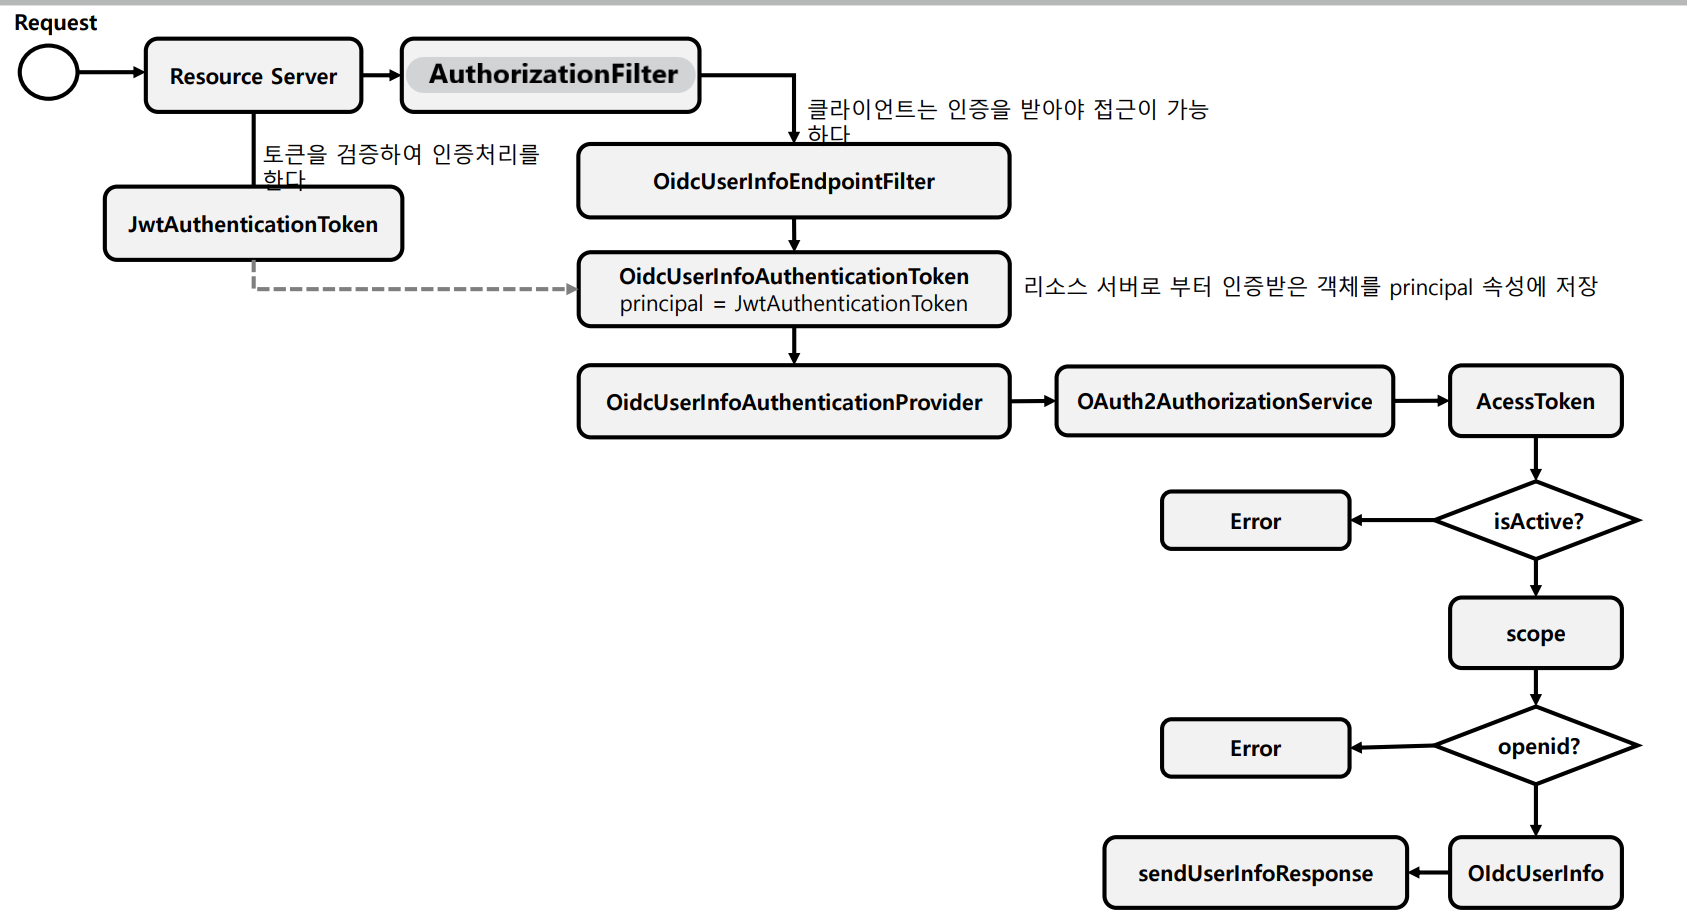 Request
Resource Server
AuthorizationFilter
클라이언트는 인증을 받아야 접근이 가능
하다
토큰을 검증하여 인증처리를
한다
JwtAuthenticationToken
OidcUserInfoEndpointFilter
OidcUserInfoAuthenticationToken
principal = JwtAuthenticationToken
리소스 서버로 부터 인증받은 객체를 principal 속성에 저장
OidcUserInfoAuthenticationProvider
OAuth2AuthorizationService
AcessToken
Error
isActive?
scope
Error
openid?
sendUserInfoResponse
OIdcUserInfo